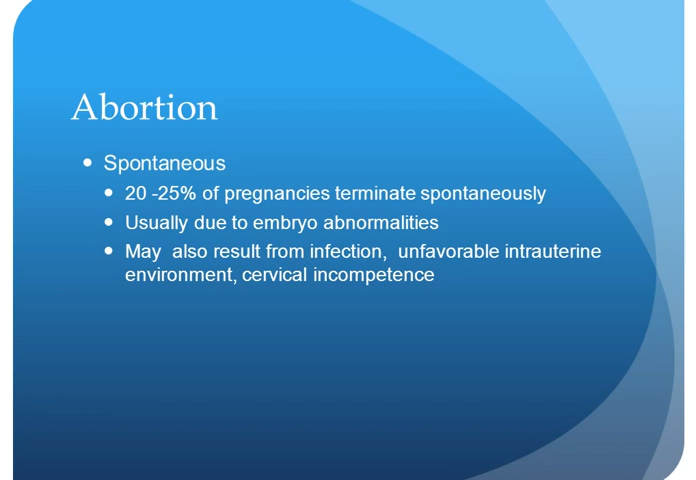 Abortion
Spontaneous
20 -25% of pregnancies terminate spontaneously
Usually due to embryo abnormalities
May also result from infection, unfavorable intrauterine
environment, cervical incompetence